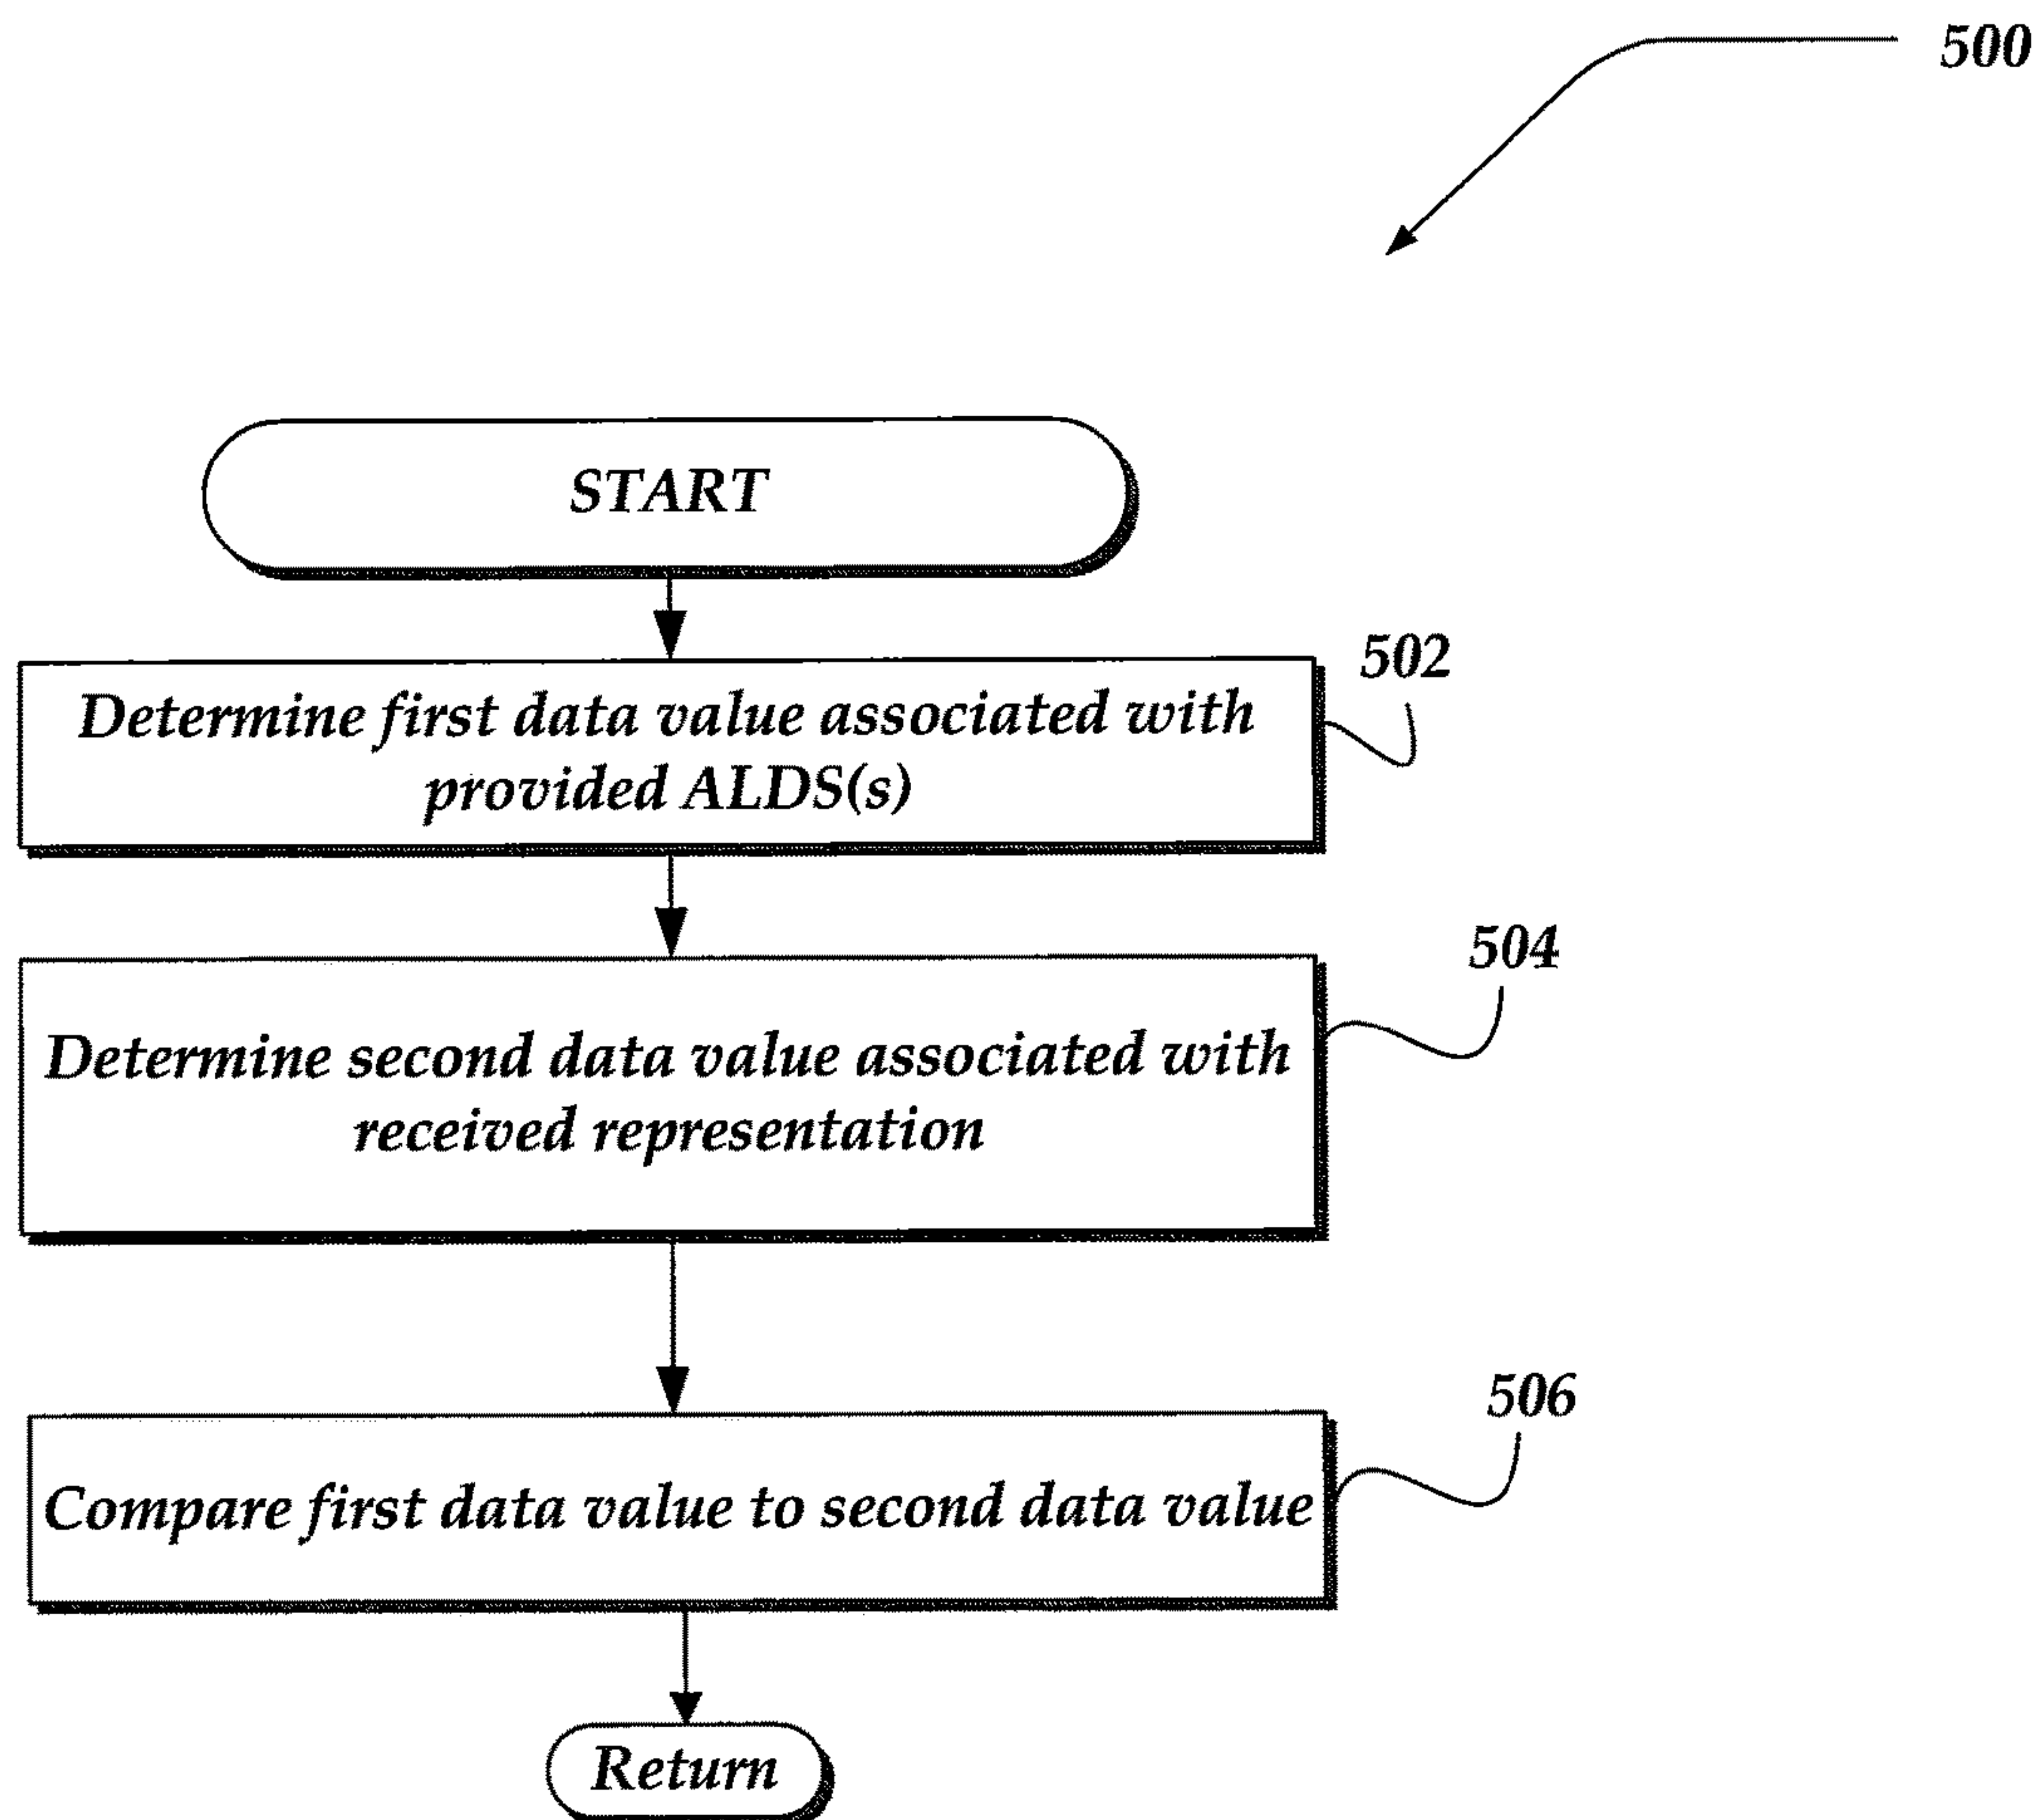 500
START
502
Determine first data value associated with
provided ALDS(s)
504
Determine second data value associated with
received representation
506
Compare first data value to second data value
Return